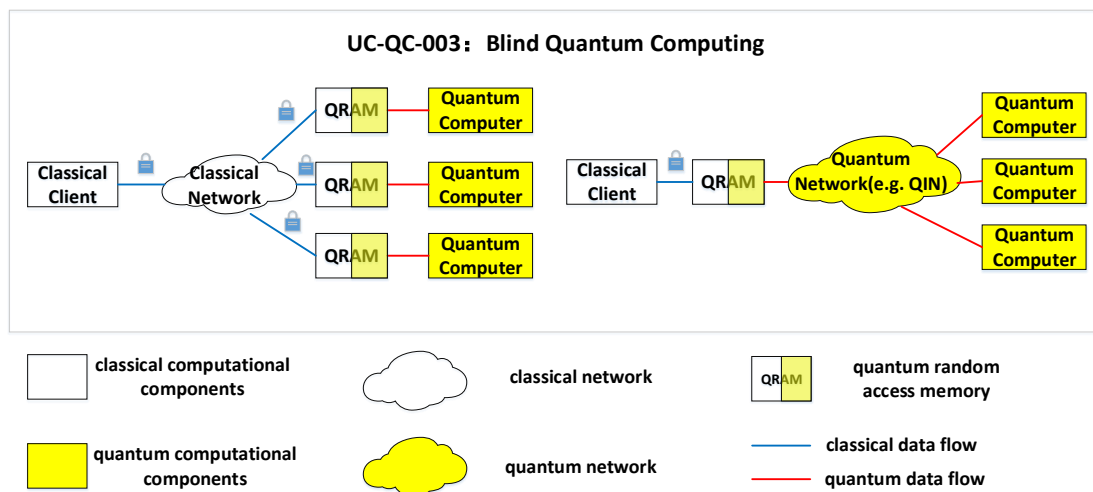 UC-QC-003：Blind Quantum Computing
Classical
Client
Classical
Network
QRAM
Quantum
Computer
QRAM
Quantum
Computer
QRAM
Quantum
Computer
Classical
Client
QRAM
Quantum
Network(e.g. QIN)
Quantum
Computer
Quantum
Computer
Quantum
Computer
classical computational
components
classical network
QRAM
quantum random
access memory
quantum computational
components
quantum network
classical data flow
quantum data flow